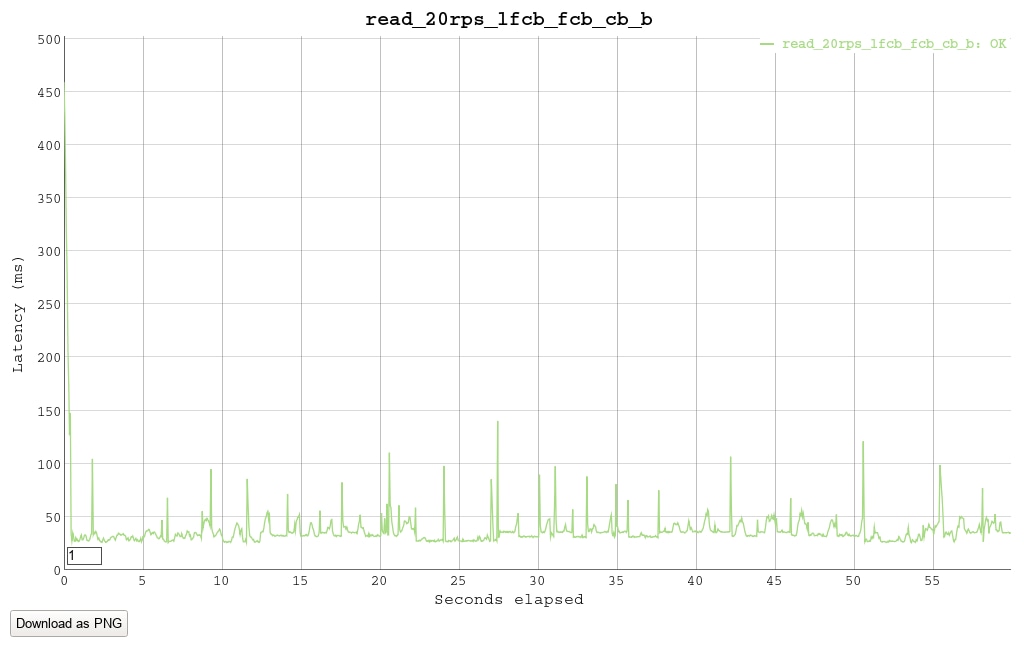 read_20rps_lfcb_fcb_cb_b
read_20rps_lfcb_fcb_cb_b: OK
500
450
400
350
300
250
200
150
100
50
0
Latency (ms)
1
0 5 10 15 20 25 30 35 40 45 50 55
Seconds elapsed
Download as PNG